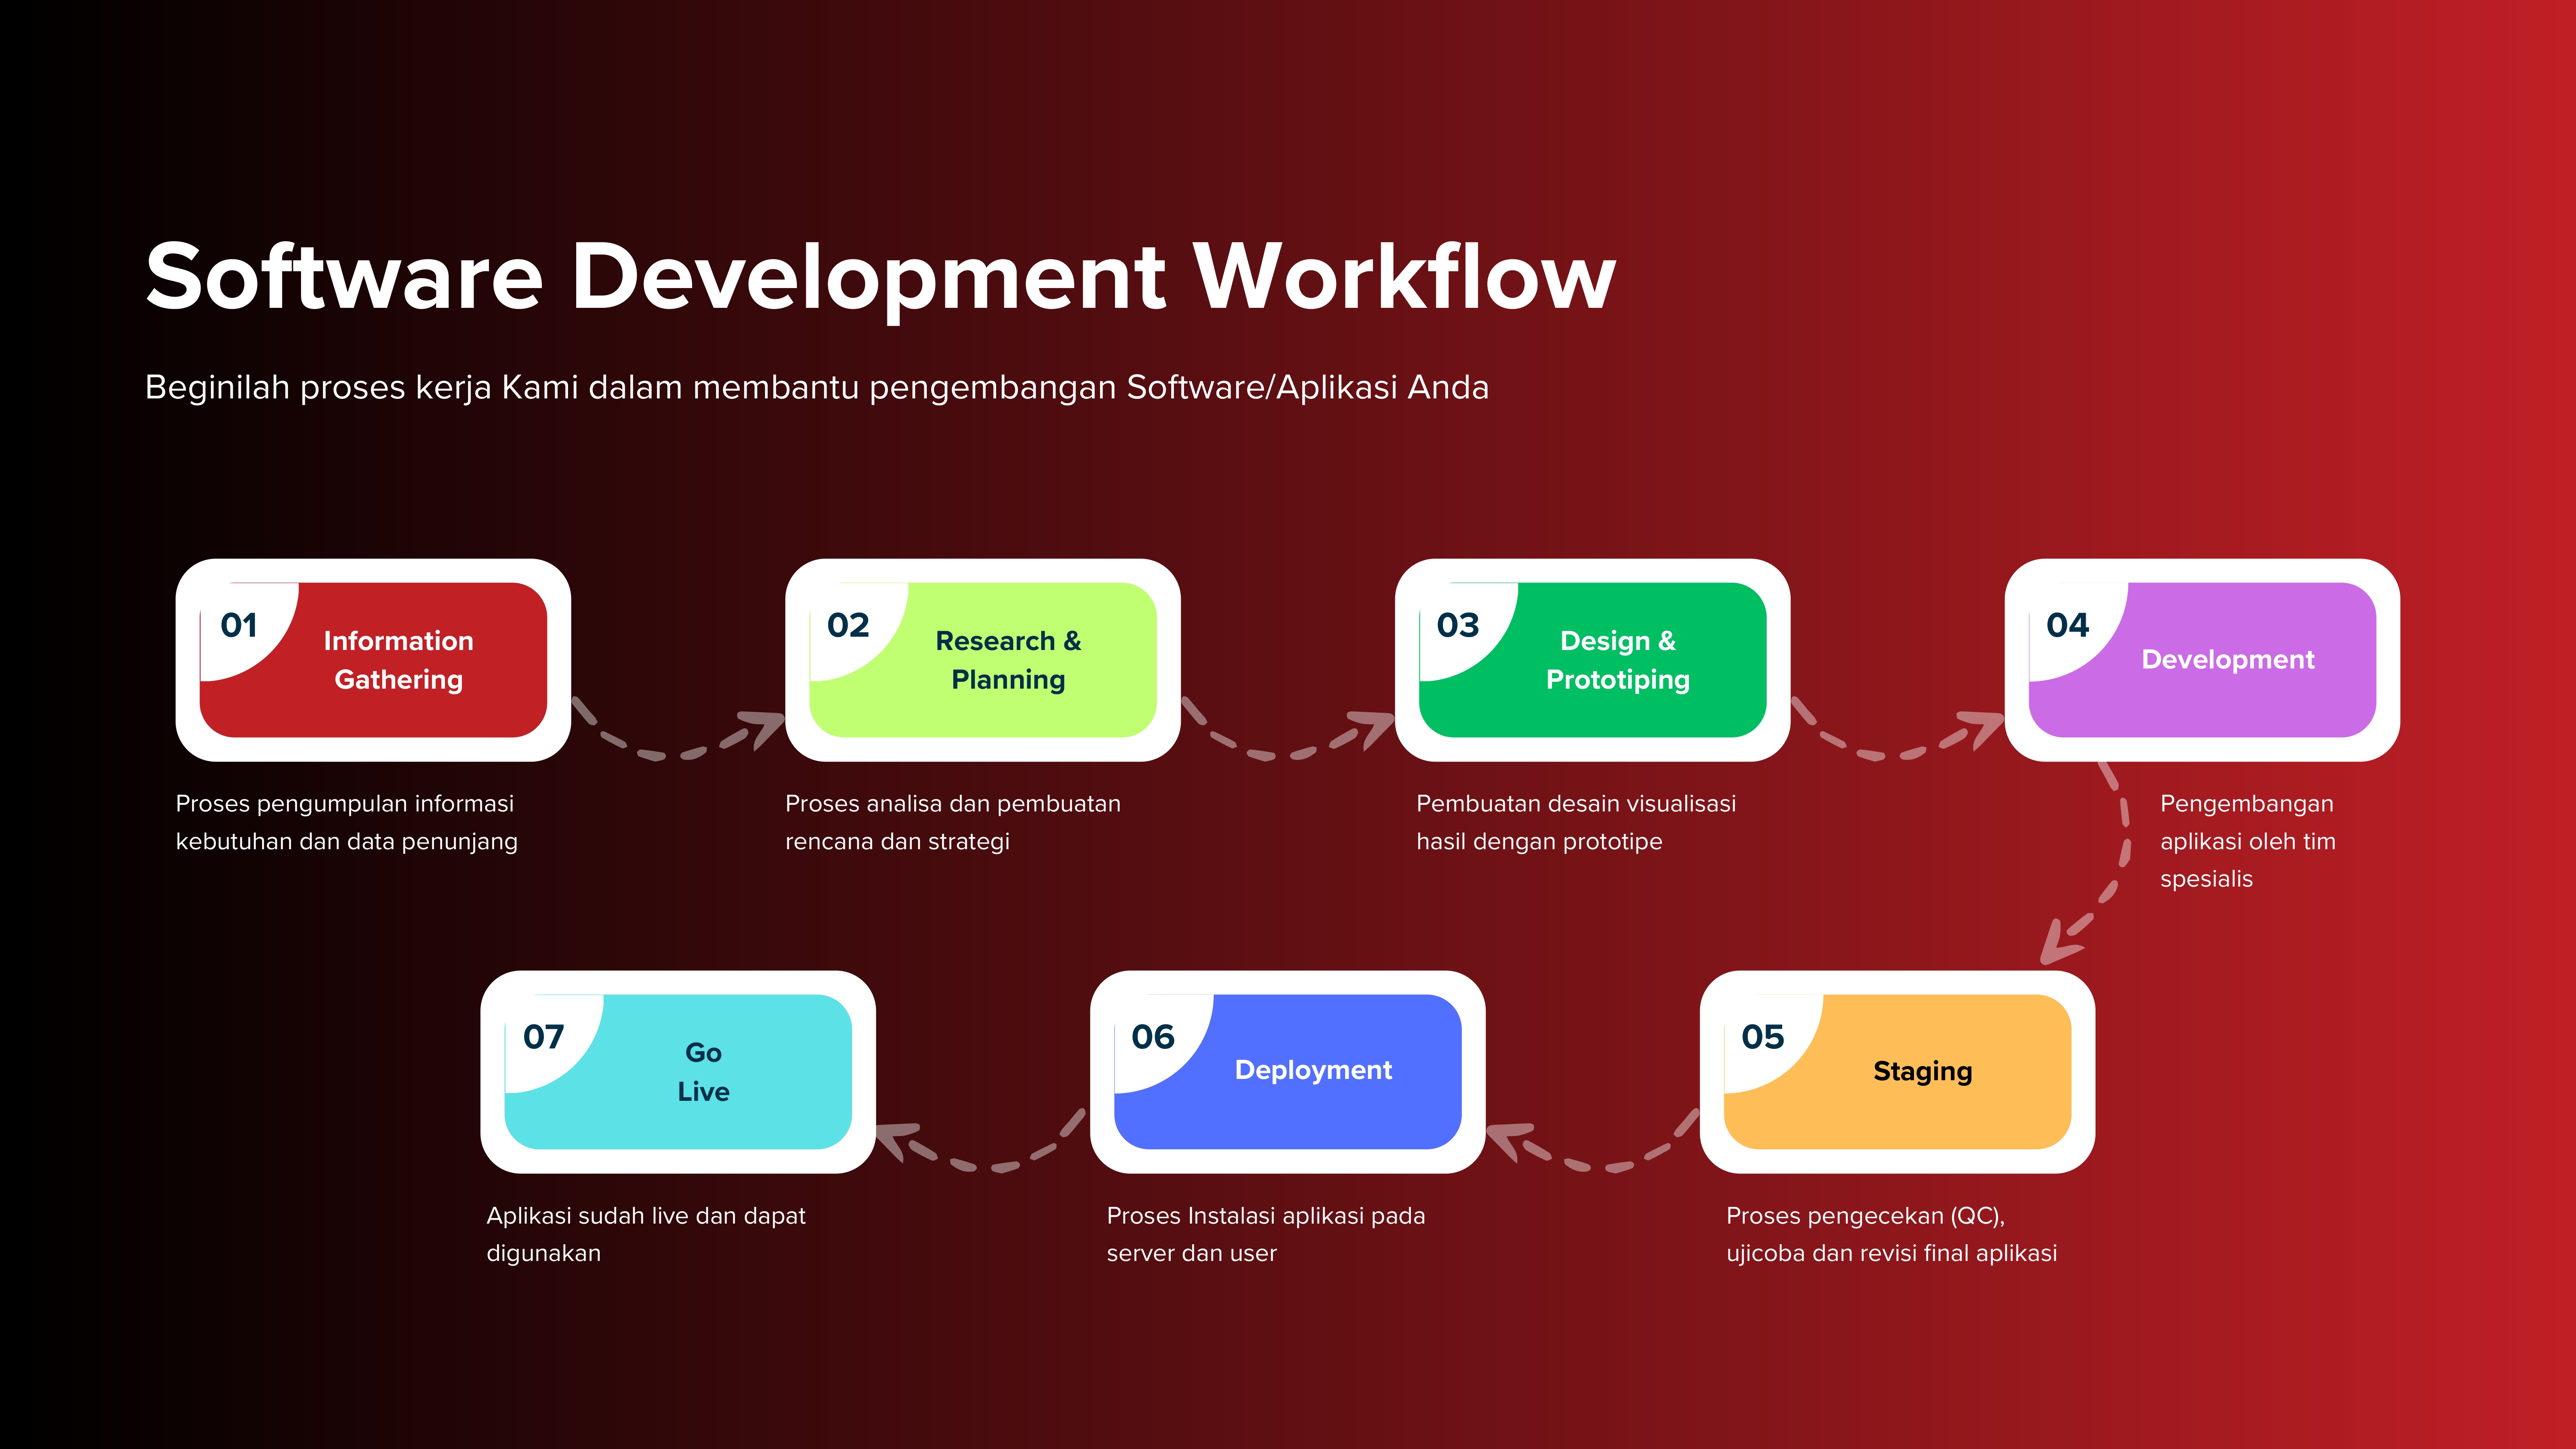 Software Development Workflow
Beginilah proses kerja Kami dalam membantu pengembangan Software/Aplikasi Anda
01
Information
Gathering
Proses pengumpulan informasi
kebutuhan dan data penunjang
02
Research &
Planning
Proses analisa dan pembuatan
rencana dan strategi
03
Design &
Prototiping
Pembuatan desain visualisasi
hasil dengan prototipe
04
Development
Pengembangan
aplikasi oleh tim
spesialis
05
Staging
Proses pengecekan (QC),
ujicoba dan revisi final aplikasi
06
Deployment
Proses Instalasi aplikasi pada
server dan user
07
Go
Live
Aplikasi sudah live dan dapat
digunakan